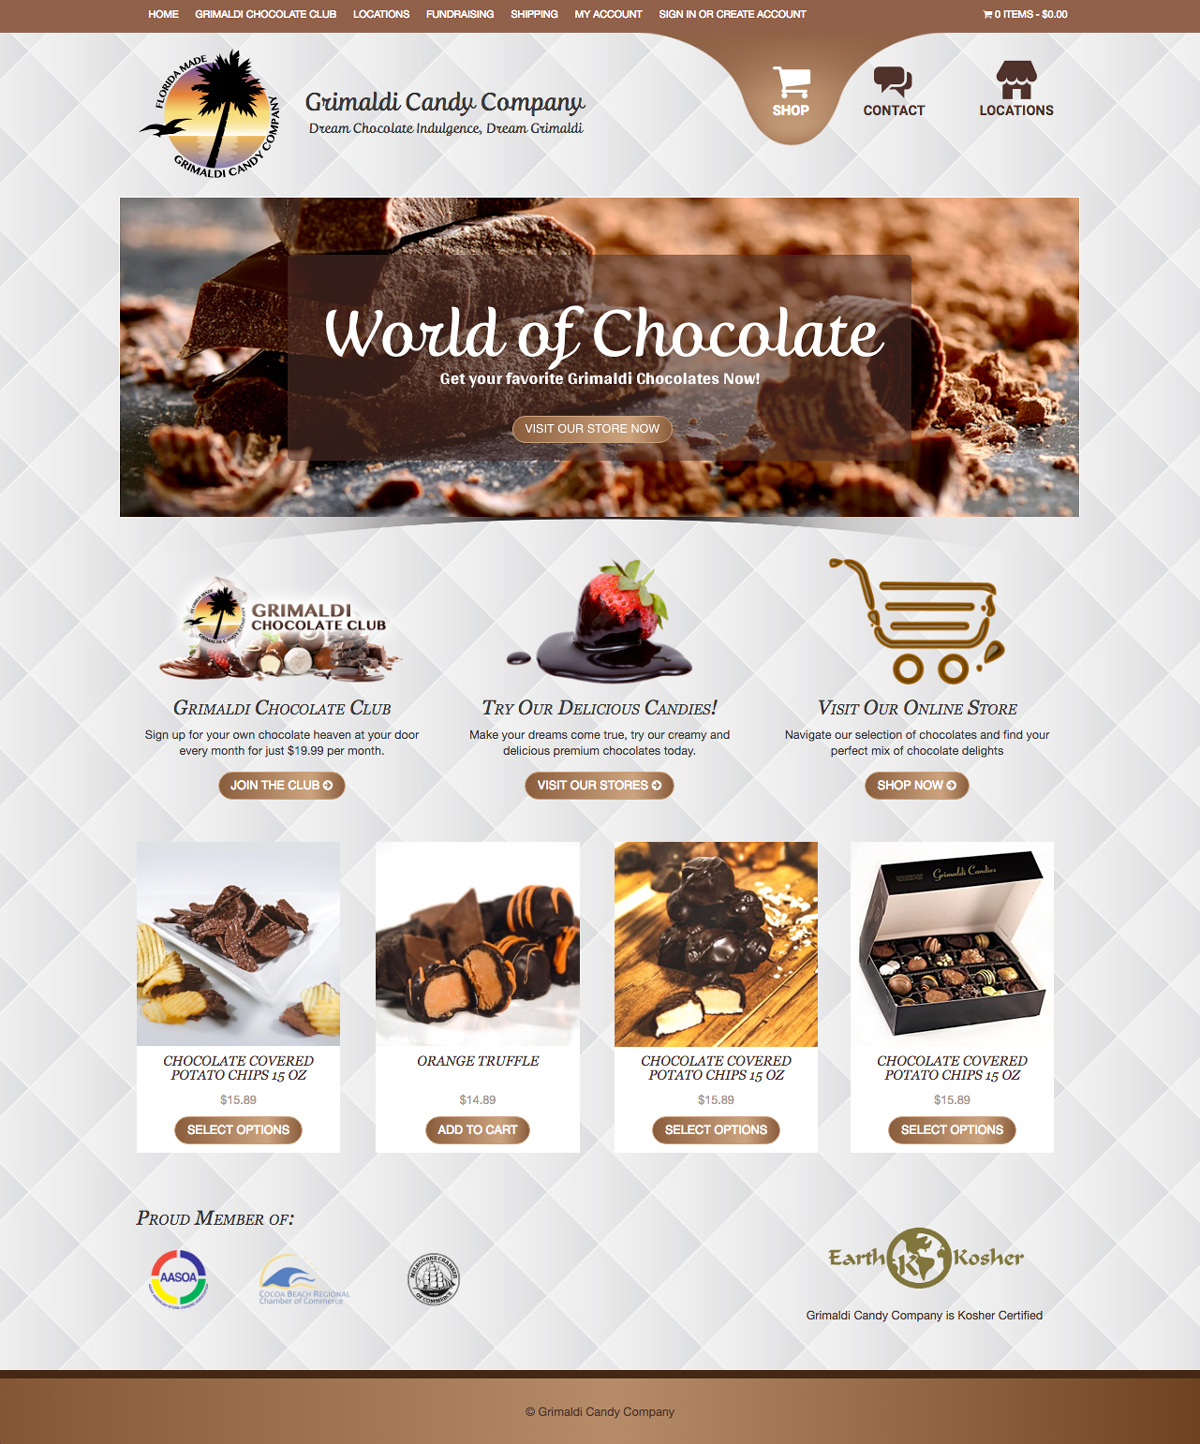 HOME GRIMALDI CHOCOLATE CLUB LOCATIONS FUNDRAISING SHIPPING MY ACCOUNT SIGN IN OR CREATE ACCOUNT 0 ITEMS - $0.00
FLORIDA MADE
GRIMALDI CANDY COMPANY
Grimaldi Candy Company
Dream Chocolate Indulgence, Dream Grimaldi
SHOP CONTACT LOCATIONS
World of Chocolate
Get your favorite Grimaldi Chocolates Now!
VISIT OUR STORE NOW
FLORIDA MADE
GRIMALDI CANDY COMPANY
GRIMALDI
CHOCOLATE CLUB
Grimaldi Chocolate Club
Sign up for your own chocolate heaven at your door
every month for just $19.99 per month.
JOIN THE CLUB
Try Our Delicious Candies!
Make your dreams come true, try our creamy and
delicious premium chocolates today.
VISIT OUR STORES
Visit Our Online Store
Navigate our selection of chocolates and find your
perfect mix of chocolate delights
SHOP NOW
CHOCOLATE COVERED
POTATO CHIPS 15 OZ
$15.89
SELECT OPTIONS
ORANGE TRUFFLE
$14.89
ADD TO CART
CHOCOLATE COVERED
POTATO CHIPS 15 OZ
$15.89
SELECT OPTIONS
Grimaldi Candies
CHOCOLATE COVERED
POTATO CHIPS 15 OZ
$15.89
SELECT OPTIONS
Proud Member of:
AASOA
COCOA BEACH REGIONAL
Chamber of Commerce
MELBOURNE CHAMBER
OF COMMERCE
Earth K Kosher
Grimaldi Candy Company is Kosher Certified
© Grimaldi Candy Company